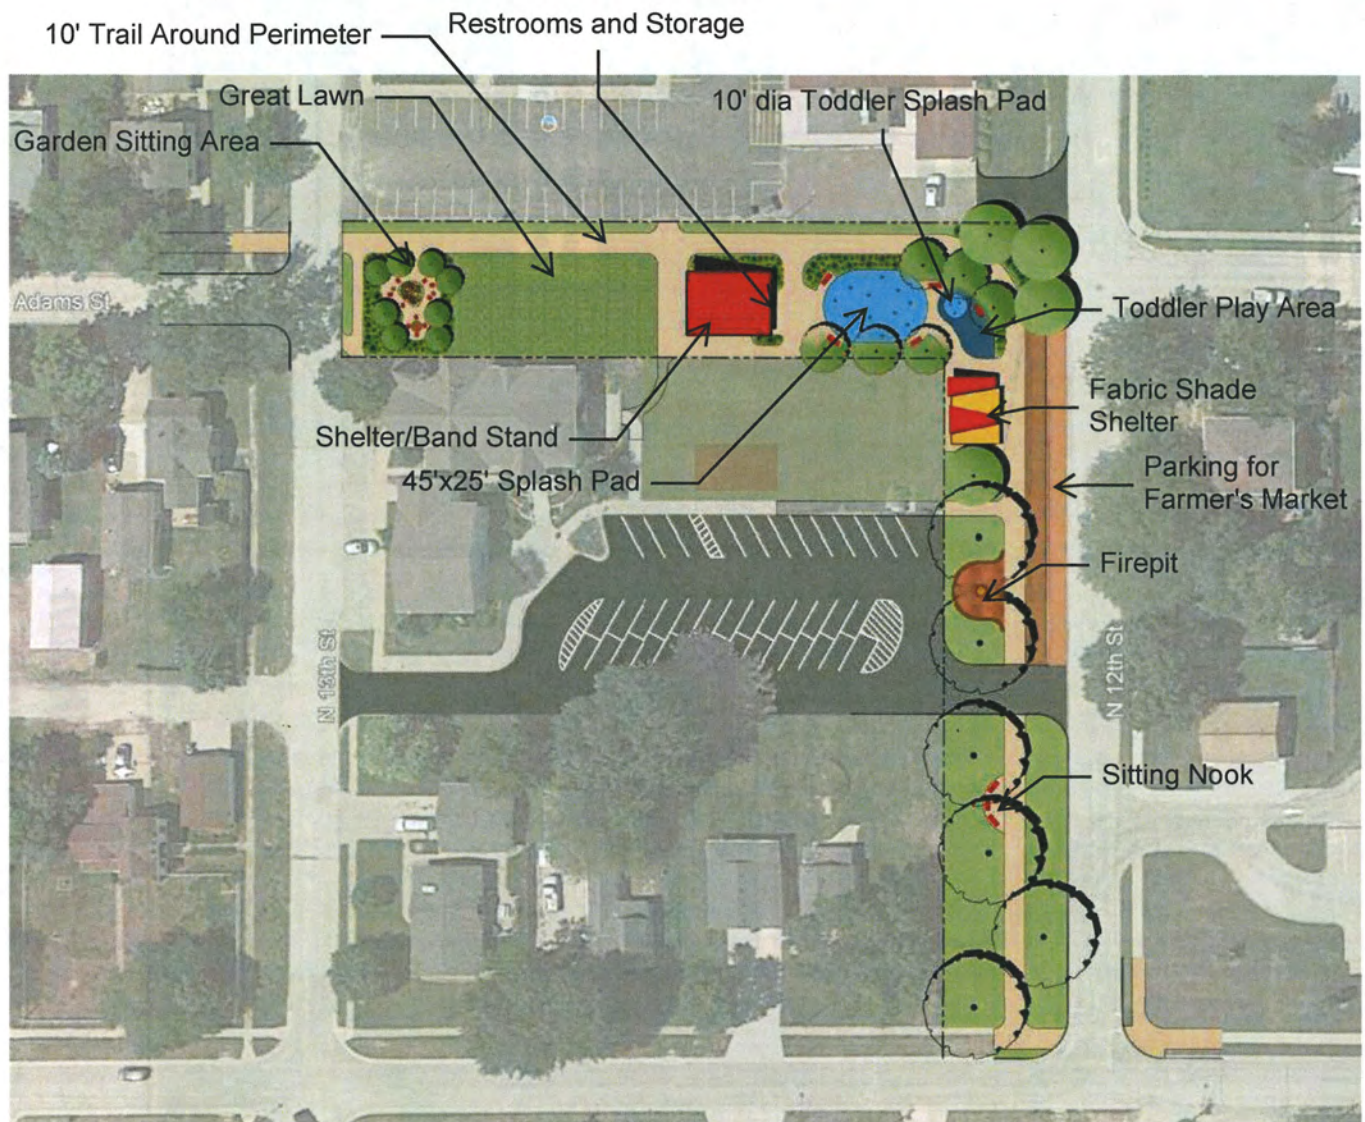 Restrooms and Storage
10' Trail Around Perimeter
Great Lawn
10' dia Toddler Splash Pad
Garden Sitting Area
Adams St
Toddler Play Area
Fabric Shade
Shelter
Shelter/Band Stand
45'x25' Splash Pad
Parking for
Farmer's Market
Firepit
N 13th St
N 12th St
Sitting Nook